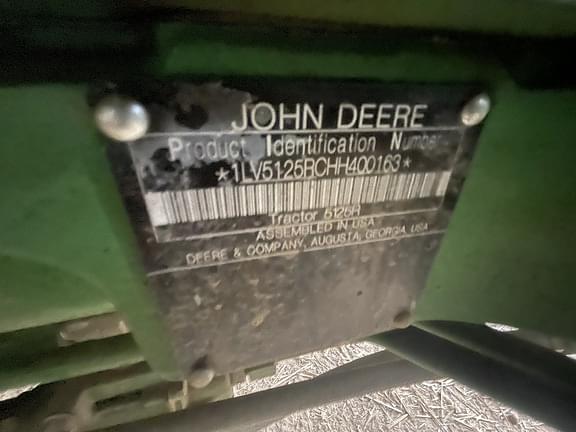 JOHN DEERE
Product Identification Number
*1LV5125RCHH400163*
Tractor 5125R
ASSEMBLED IN USA
DEERE & COMPANY, AUGUSTA, GEORGIA, USA